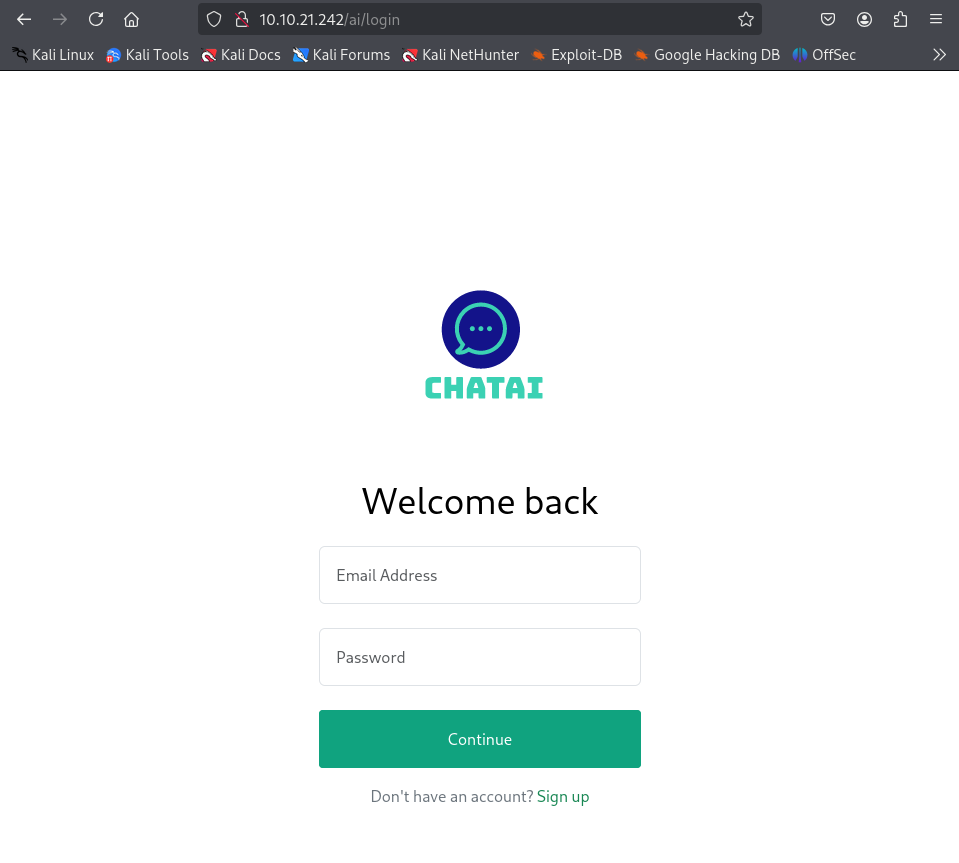 10.10.21.242/ai/login
Kali Linux Kali Tools Kali Docs Kali Forums Kali NetHunter Exploit-DB Google Hacking DB OffSec
CHATAI
Welcome back
Email Address
Password
Continue
Don't have an account? Sign up